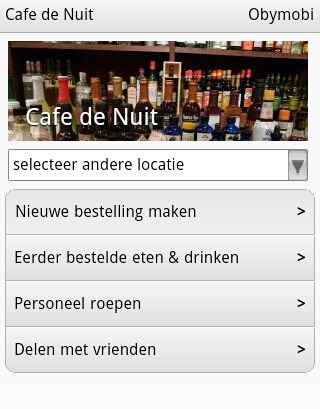 Cafe de Nuit Obymobi
Cafe de Nuit
selecteer andere locatie
Nieuwe bestelling maken >
Eerder bestelde eten & drinken >
Personeel roepen >
Delen met vrienden >